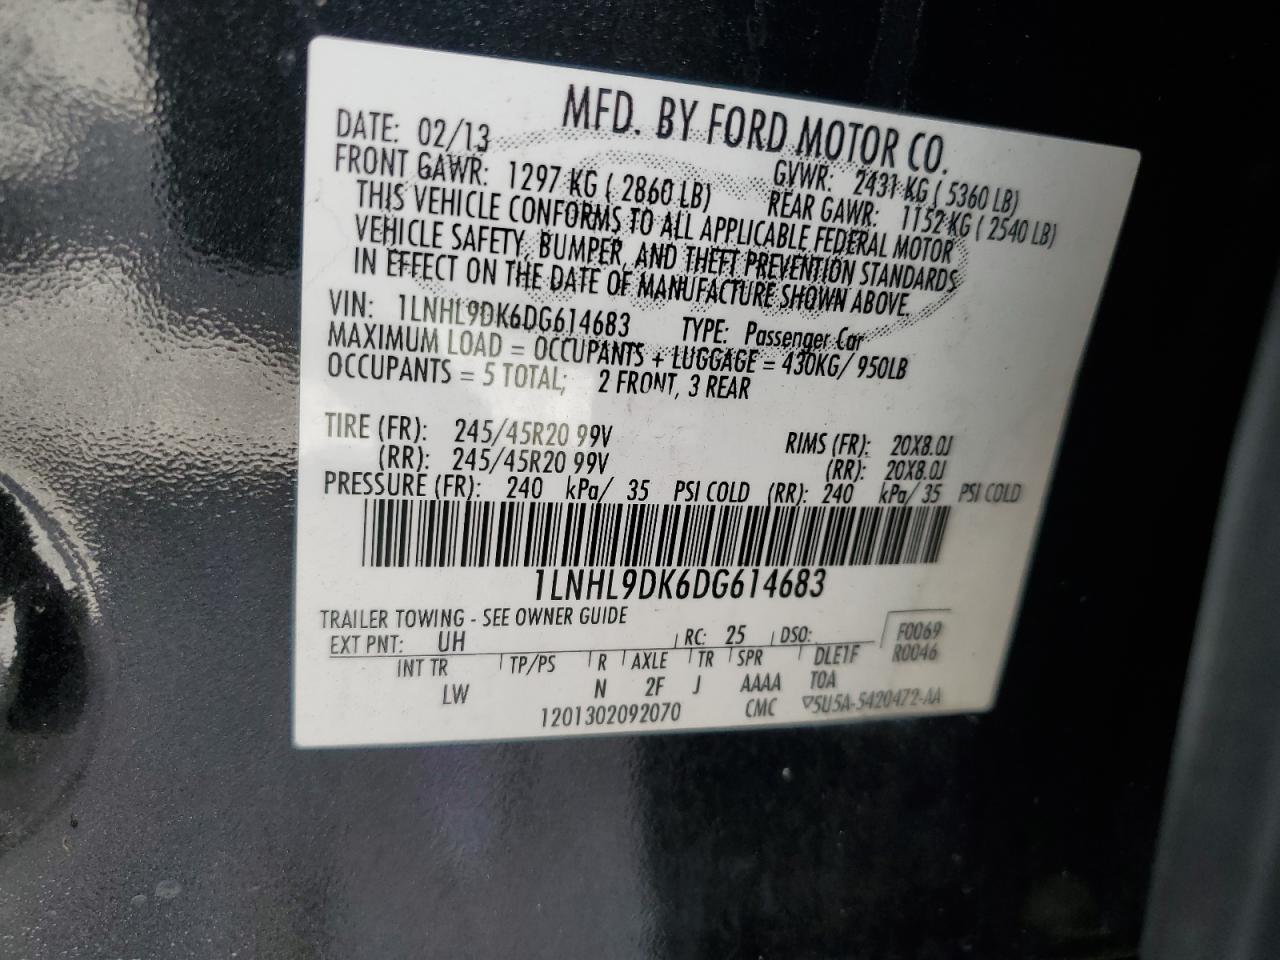 MFD. BY FORD MOTOR CO.
DATE: 02/13 GVWR: 2431 KG ( 5360 LB)
FRONT GAWR: 1297 KG ( 2860 LB) REAR GAWR: 1152 KG ( 2540 LB)
THIS VEHICLE CONFORMS TO ALL APPLICABLE FEDERAL MOTOR
VEHICLE SAFETY, BUMPER, AND THEFT PREVENTION STANDARDS
IN EFFECT ON THE DATE OF MANUFACTURE SHOWN ABOVE.
VIN: 1LNHL9DK6DG614683 TYPE: Passenger Car
MAXIMUM LOAD = OCCUPANTS + LUGGAGE = 430KG/ 950LB
OCCUPANTS = 5 TOTAL; 2 FRONT, 3 REAR
TIRE (FR): 245/45R20 99V RIMS (FR): 20X8.0J
(RR): 245/45R20 99V (RR): 20X8.0J
PRESSURE (FR): 240 kPa/ 35 PSI COLD (RR): 240 kPa/ 35 PSI COLD
1LNHL9DK6DG614683
TRAILER TOWING - SEE OWNER GUIDE
EXT PNT: UH RC: 25 DSO: F0069
INT TR TP/PS R AXLE TR SPR DLE1F R0046
LW N 2F J AAAA T0A
1201302092070 CMC ▽5U5A-5420472-AA